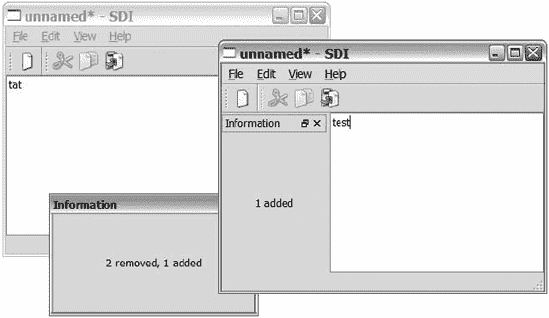 unnamed* - SDI
File Edit View Help
tat
Information
2 removed, 1 added
unnamed* - SDI
File Edit View Help
Information
test
1 added